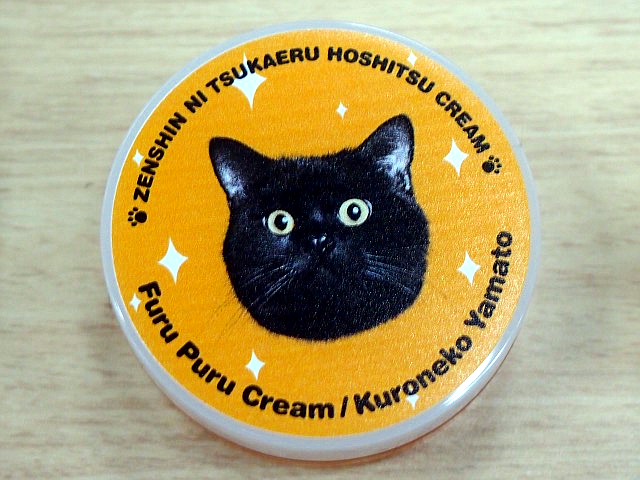 ZENSHIN NI TSUKAERU HOSHITSU CREAM
Furu Puru Cream/Kuroneko Yamato